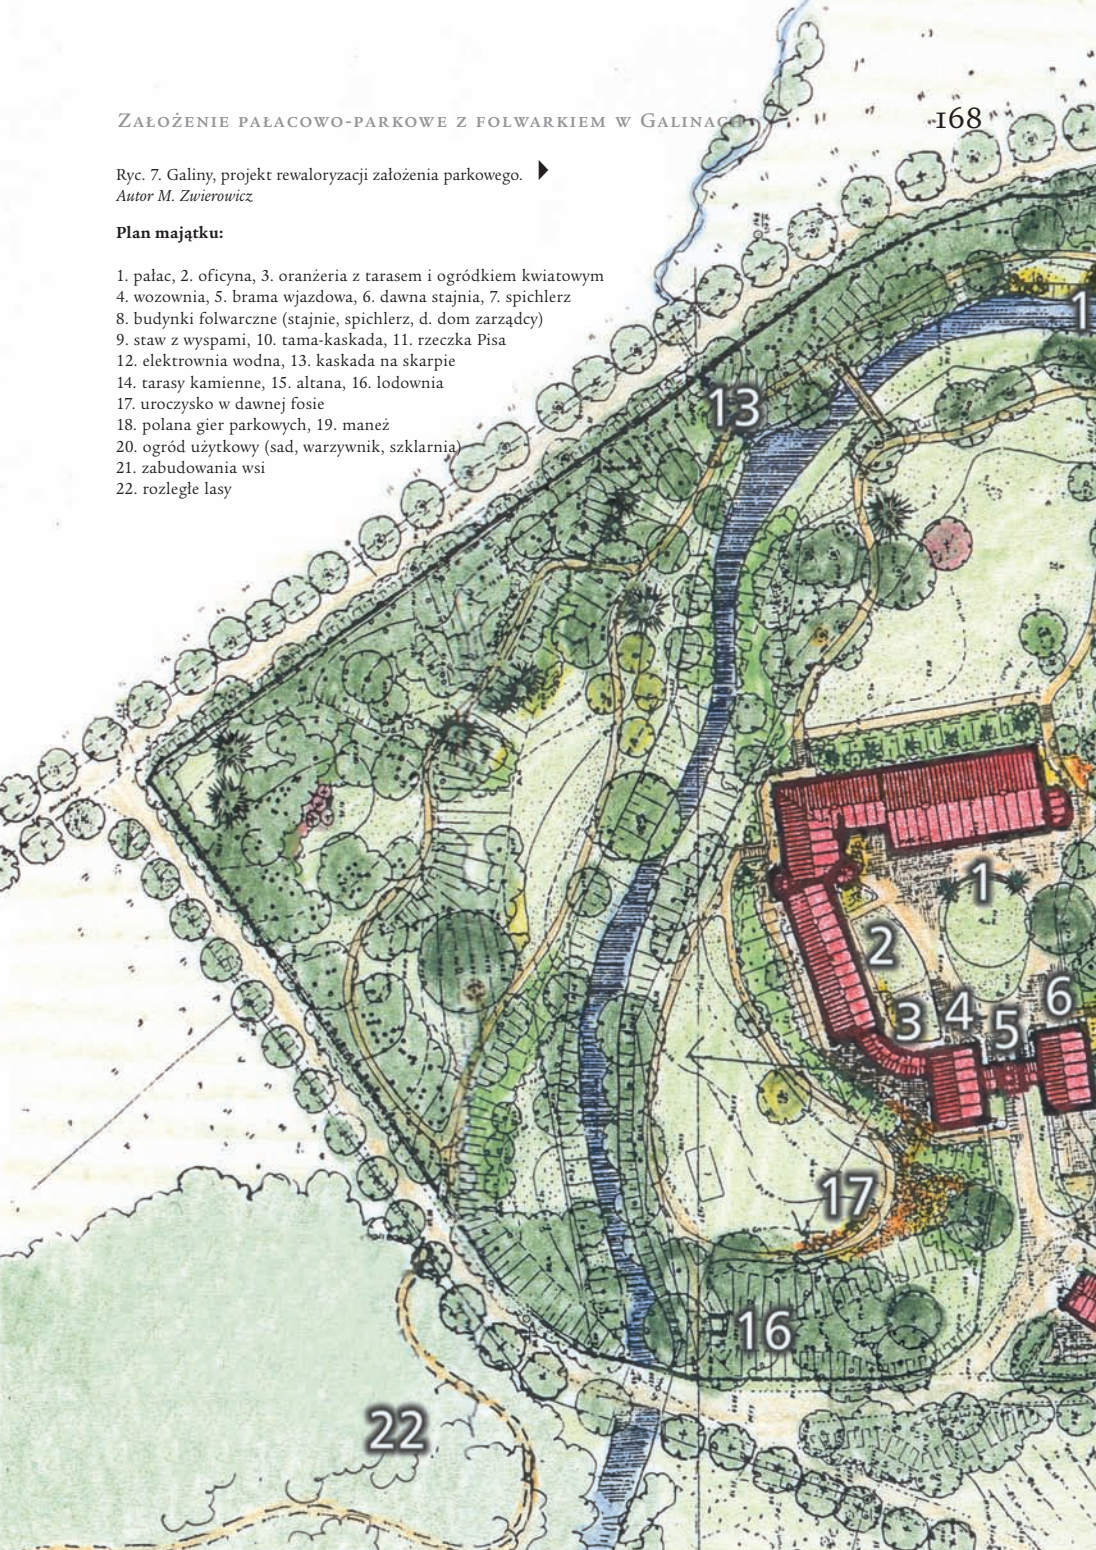 Założenie pałacowo-parkowe z folwarkiem w Galinach
168
Ryc. 7. Galiny, projekt rewaloryzacji założenia parkowego.
Autor M. Zwierowicz
Plan majątku:
1. pałac, 2. oficyna, 3. oranżeria z tarasem i ogródkiem kwiatowym
4. wozownia, 5. brama wjazdowa, 6. dawna stajnia, 7. spichlerz
8. budynki folwarczne (stajnie, spichlerz, d. dom zarządcy)
9. staw z wyspami, 10. tama-kaskada, 11. rzeczka Pisa
12. elektrownia wodna, 13. kaskada na skarpie
14. tarasy kamienne, 15. altana, 16. lodownia
17. uroczysko w dawnej fosie
18. polana gier parkowych, 19. maneż
20. ogród użytkowy (sad, warzywnik, szklarnia)
21. zabudowania wsi
22. rozległe lasy
1
13
1
2
3
4
5
6
17
16
22